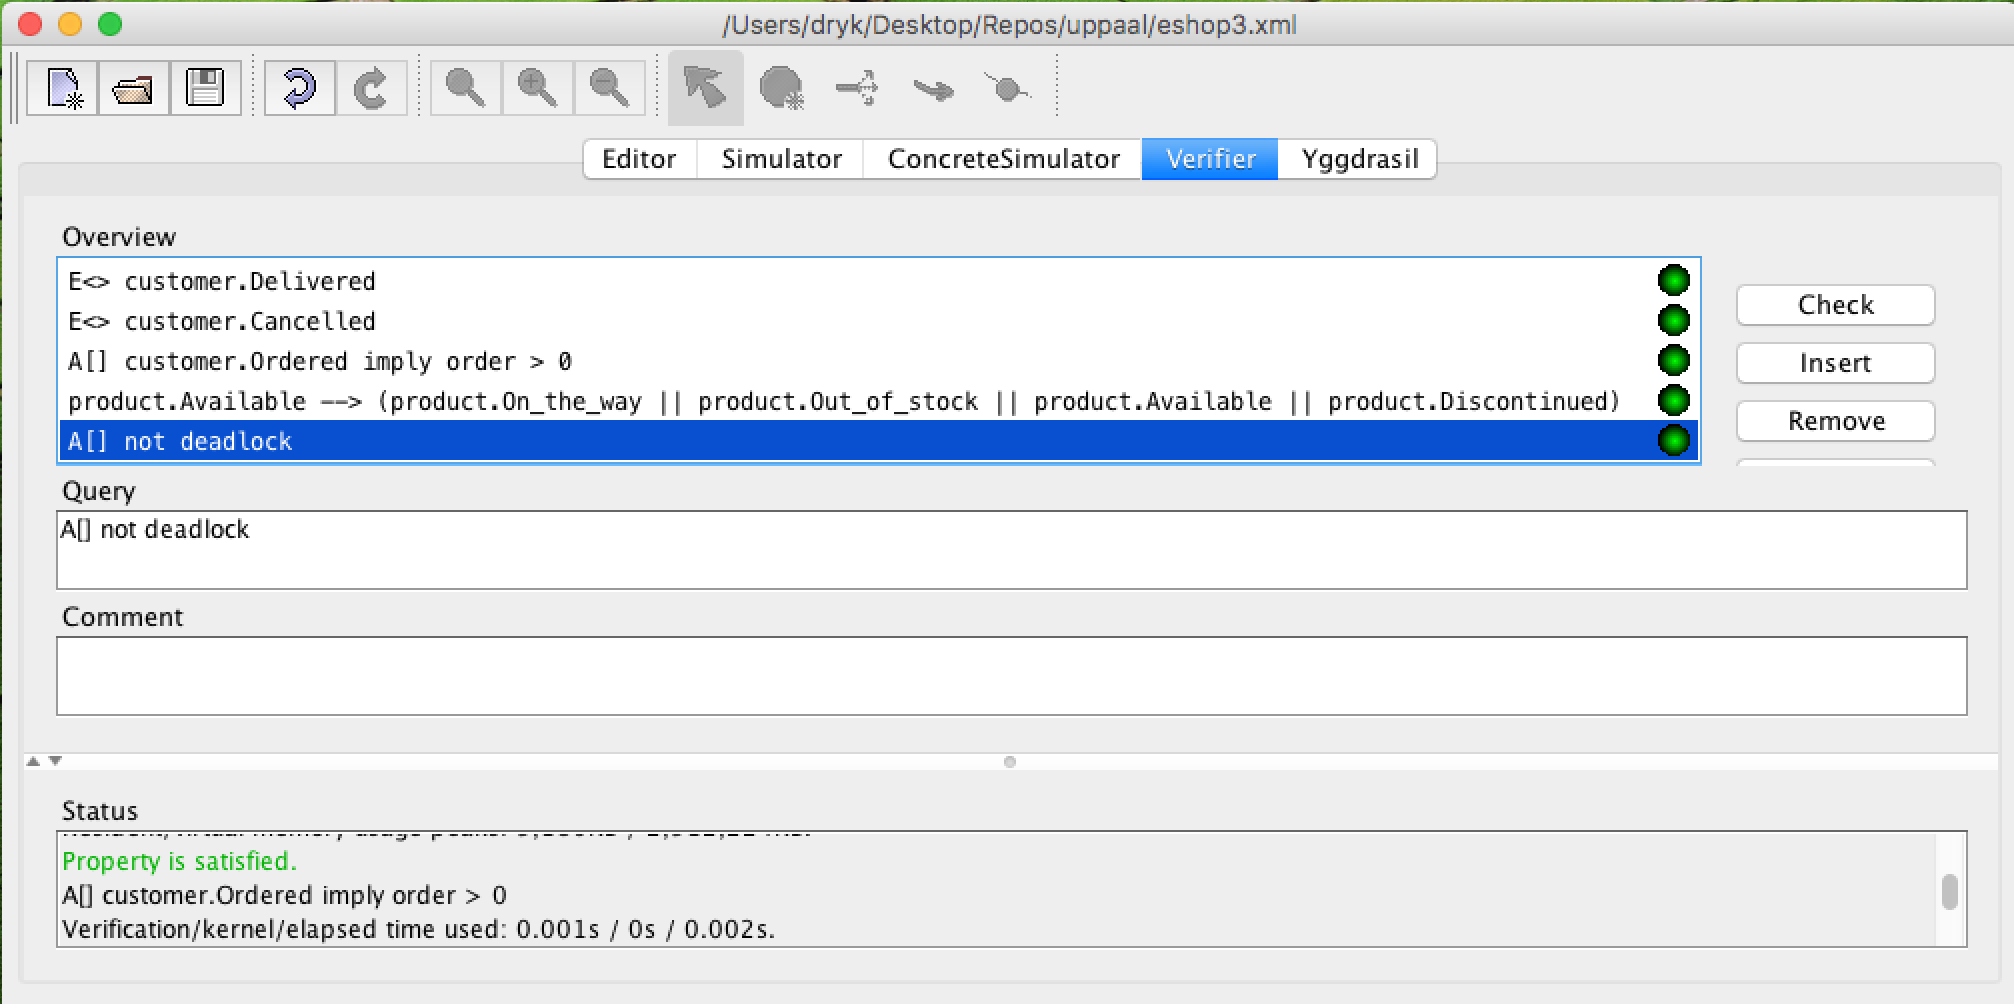 /Users/dryk/Desktop/Repos/uppaal/eshop3.xml
Editor Simulator ConcreteSimulator Verifier Yggdrasil
Overview
E<> customer.Delivered
E<> customer.Cancelled
A[] customer.Ordered imply order > 0
product.Available --> (product.On_the_way || product.Out_of_stock || product.Available || product.Discontinued)
A[] not deadlock
Check
Insert
Remove
Query
A[] not deadlock
Comment
Status
Property is satisfied.
A[] customer.Ordered imply order > 0
Verification/kernel/elapsed time used: 0.001s / 0s / 0.002s.